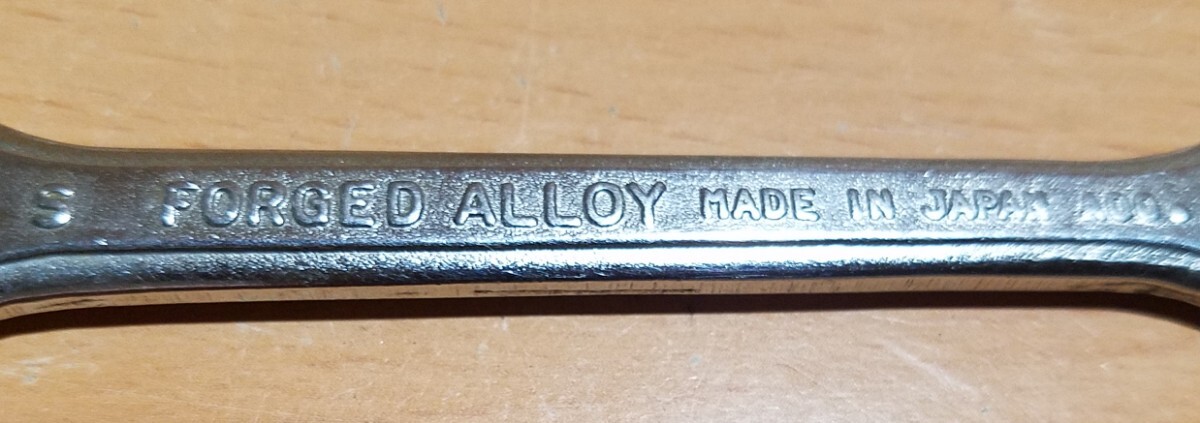 S FORGED ALLOY MADE IN JAPAN